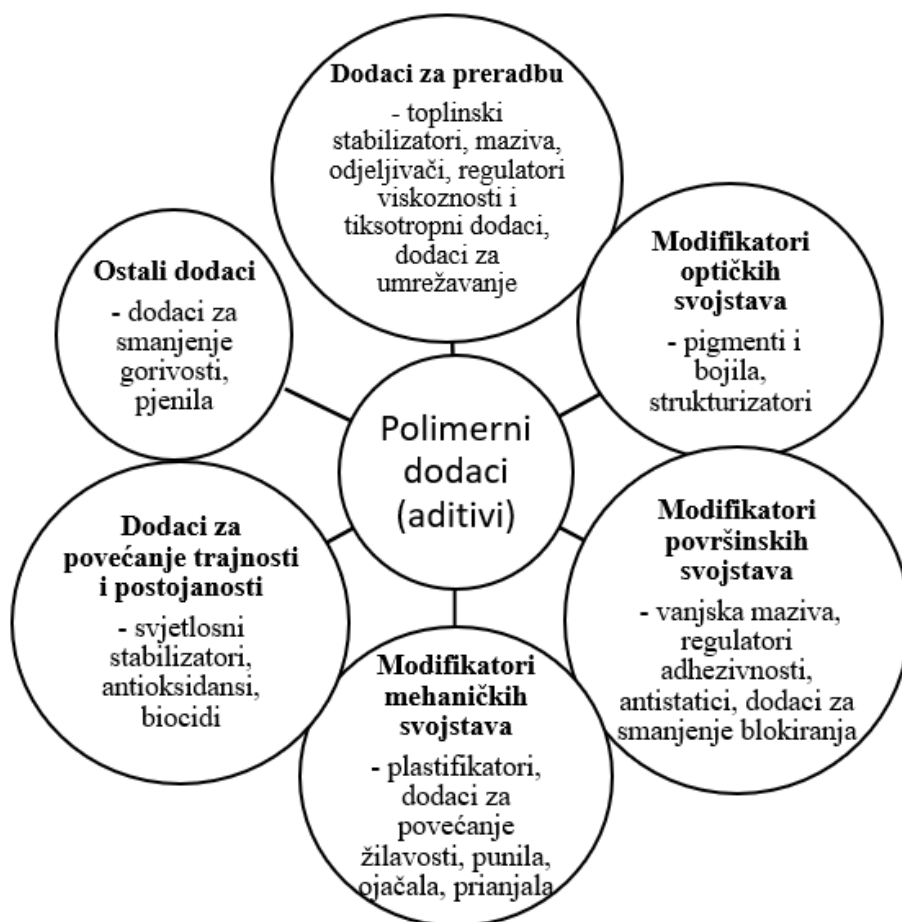 Dodaci za preradbu
- toplinski
stabilizatori, maziva,
odjeljivači, regulatori
viskoznosti i
tiksotropni dodaci,
dodaci za
umrežavanje
Modifikatori
optičkih
svojstava
- pigmenti i
bojila,
strukturizatori
Modifikatori
površinskih
svojstava
- vanjska maziva,
regulatori
adhezivnosti,
antistatici, dodaci za
smanjenje blokiranja
Modifikatori
mehaničkih
svojstava
- plastifikatori,
dodaci za
povećanje
žilavosti, punila,
ojačala, prianjala
Dodaci za
povećanje trajnosti
i postojanosti
- svjetlosni
stabilizatori,
antioksidansi,
biocidi
Ostali dodaci
- dodaci za
smanjenje
gorivosti,
pjenila
Polimerni
dodaci
(aditivi)